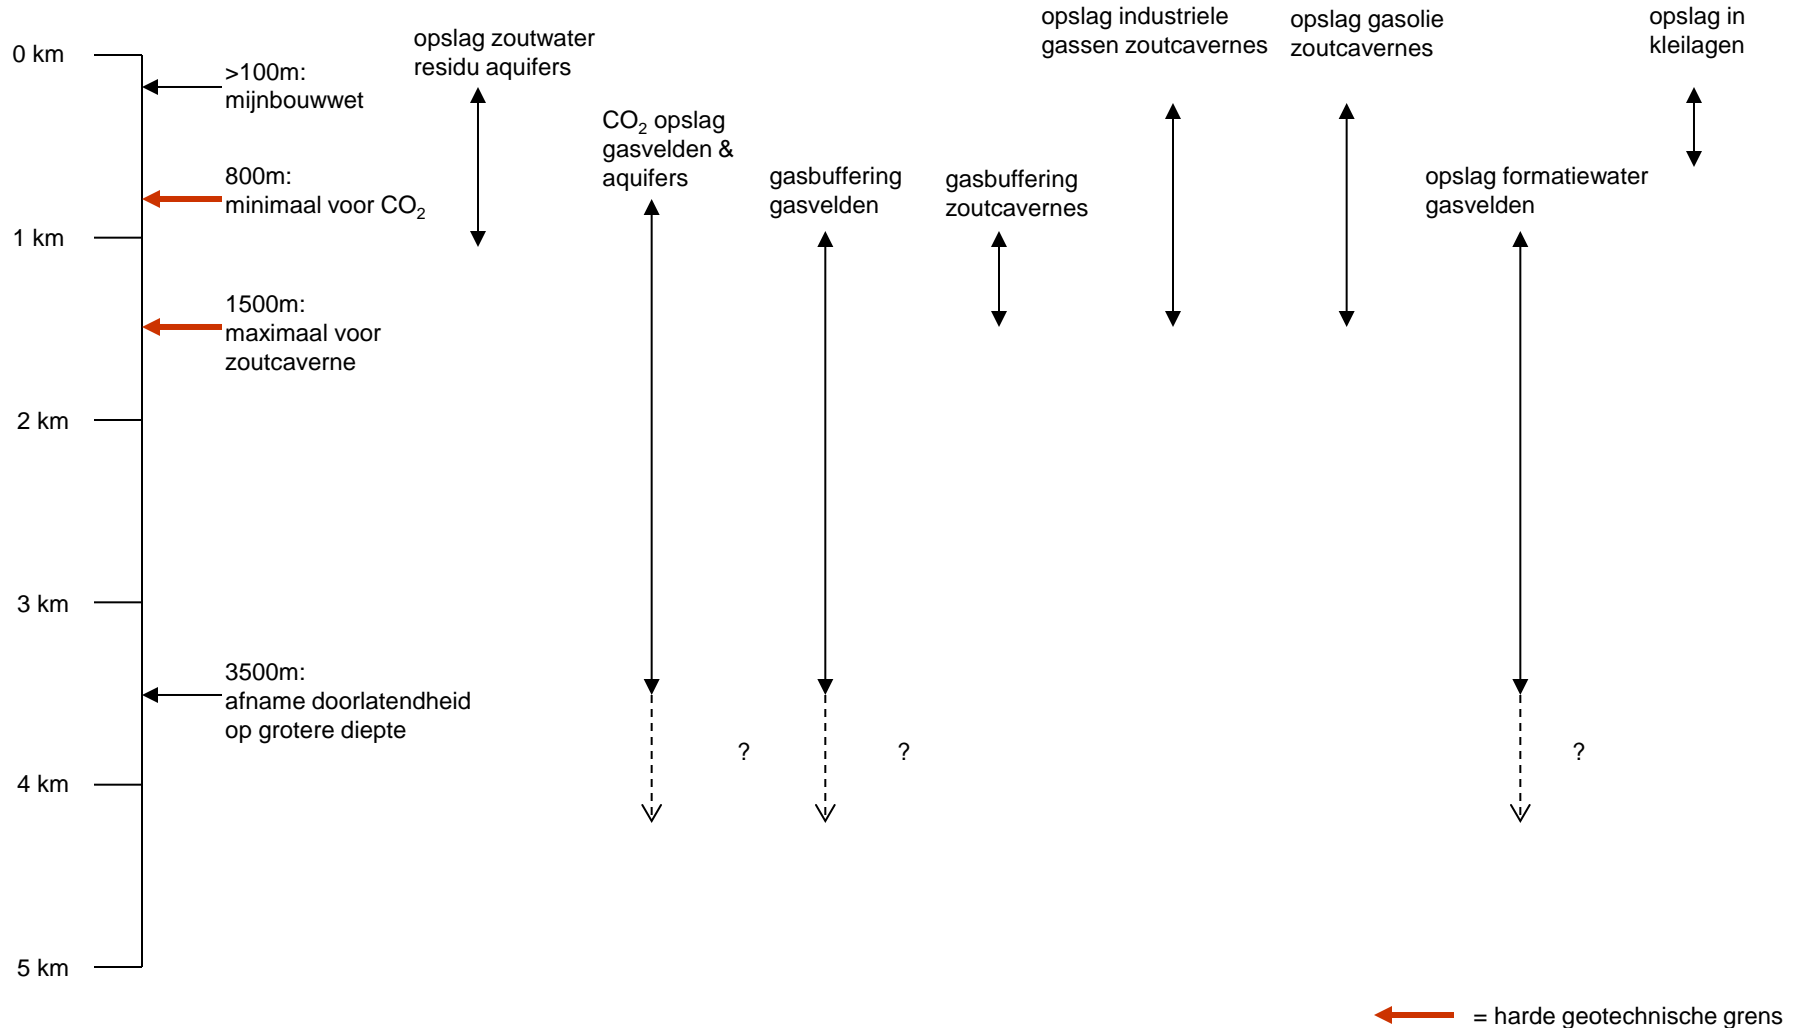 0 km
1 km
2 km
3 km
4 km
5 km
>100m:
mijnbouwwet
800m:
minimaal voor CO₂
1500m:
maximaal voor
zoutcaverne
3500m:
afname doorlatendheid
op grotere diepte
opslag zoutwater
residu aquifers
CO₂ opslag
gasvelden &
aquifers
gasbuffering
gasvelden
gasbuffering
zoutcavernes
opslag industriele
gassen zoutcavernes
opslag gasolie
zoutcavernes
opslag formatiewater
gasvelden
opslag in
kleilagen
?
?
?
= harde geotechnische grens